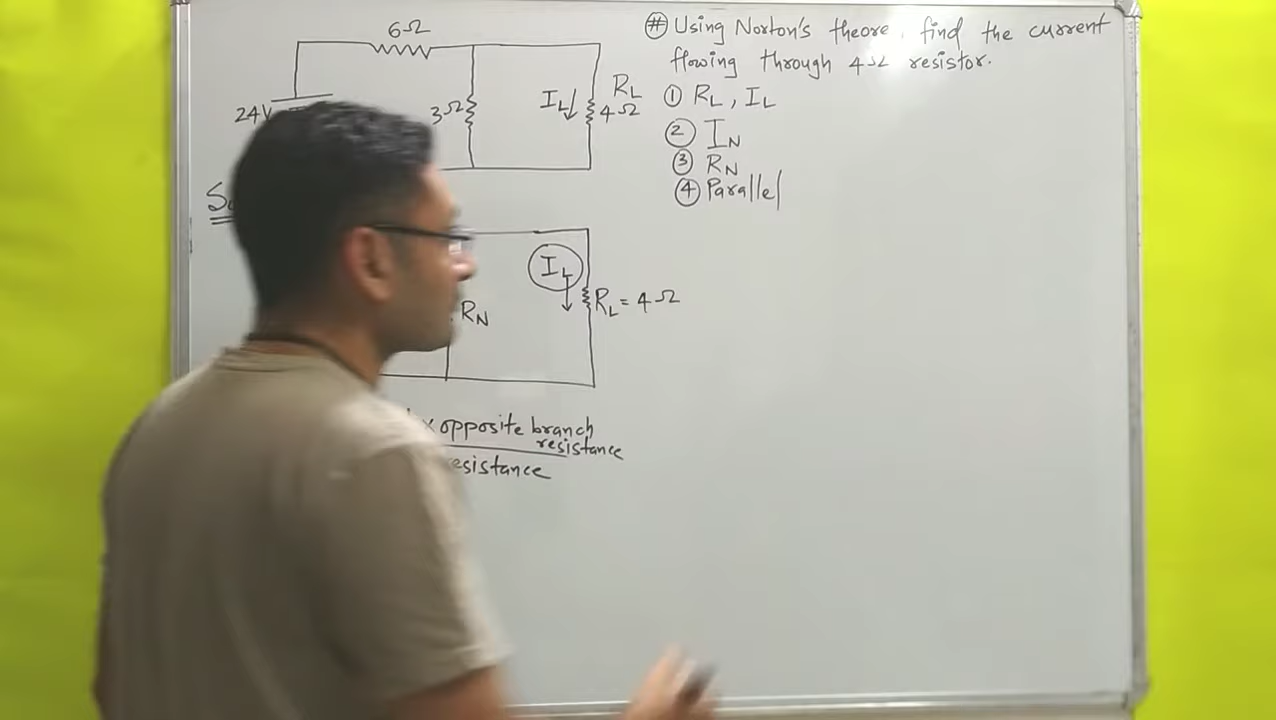 6Ω
24V
3Ω
I_L↓
R_L
4Ω
# Using Norton's theore, find the current
flowing through 4Ω resistor.
① R_L, I_L
② I_N
③ R_N
④ Parallel
I_L
R_N
R_L = 4Ω
x opposite branch
resistance
esistance